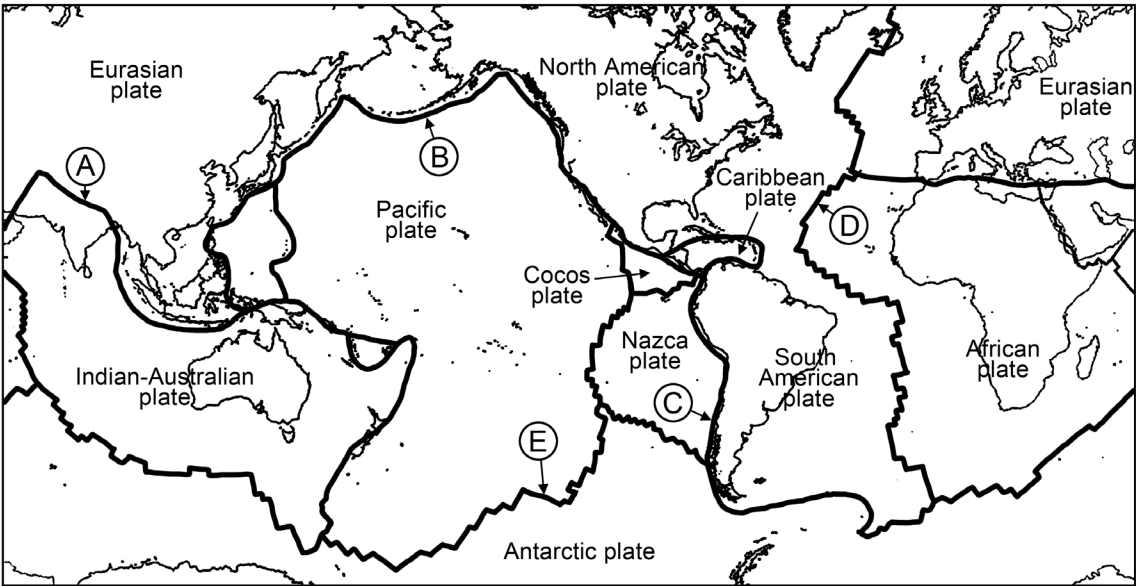 Eurasian
plate
North American
plate
Eurasian
plate
A
B
Caribbean
plate
Pacific
plate
D
Cocos
plate
Nazca
plate
South
American
plate
African
plate
Indian-Australian
plate
C
E
Antarctic plate